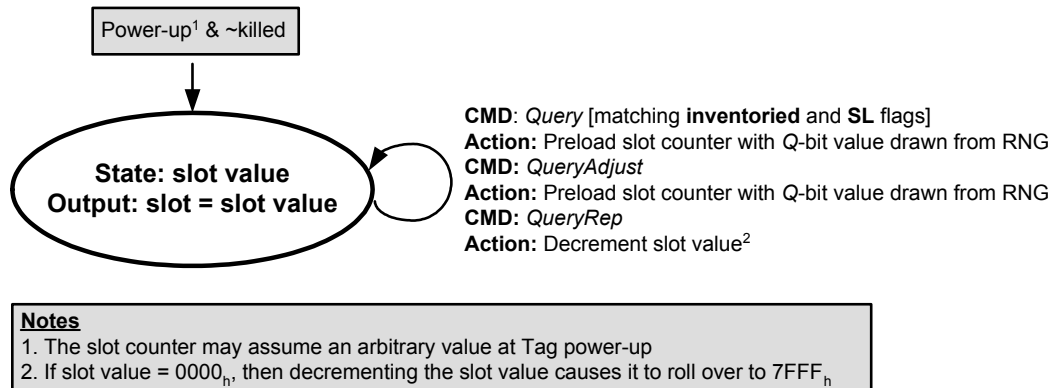 Power-up¹ & ~killed
State: slot value
Output: slot = slot value
CMD: Query [matching inventoried and SL flags]
Action: Preload slot counter with Q-bit value drawn from RNG
CMD: QueryAdjust
Action: Preload slot counter with Q-bit value drawn from RNG
CMD: QueryRep
Action: Decrement slot value²
Notes
1. The slot counter may assume an arbitrary value at Tag power-up
2. If slot value = 0000ₕ, then decrementing the slot value causes it to roll over to 7FFFₕ